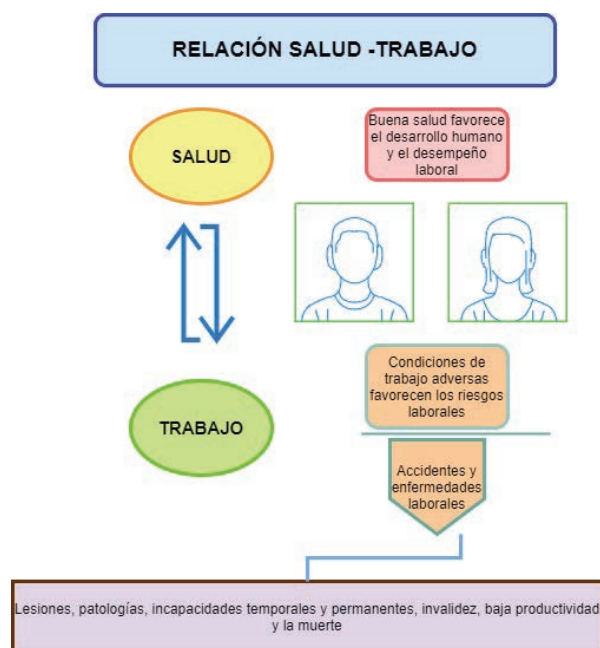 RELACIÓN SALUD -TRABAJO
SALUD
Buena salud favorece
el desarrollo humano
y el desempeño
laboral
TRABAJO
Condiciones de
trabajo adversas
favorecen los riesgos
laborales
Accidentes y
enfermedades
laborales
Lesiones, patologías, incapacidades temporales y permanentes, invalidez, baja productividad
y la muerte